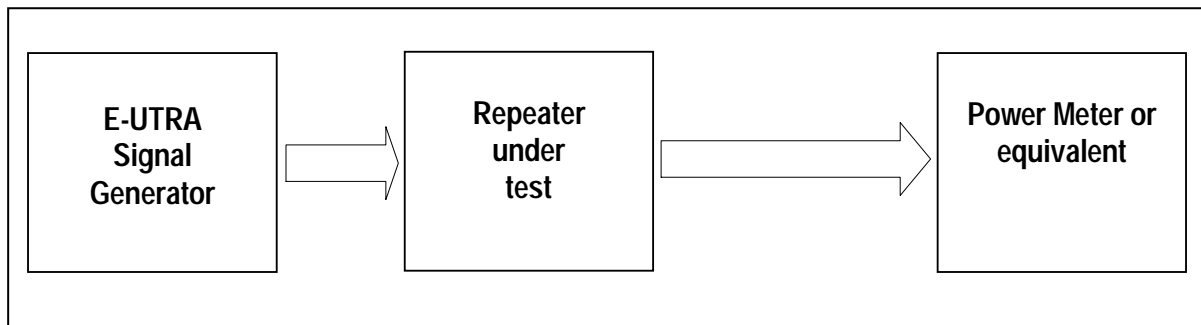 E-UTRA
Signal
Generator
Repeater
under
test
Power Meter or
equivalent